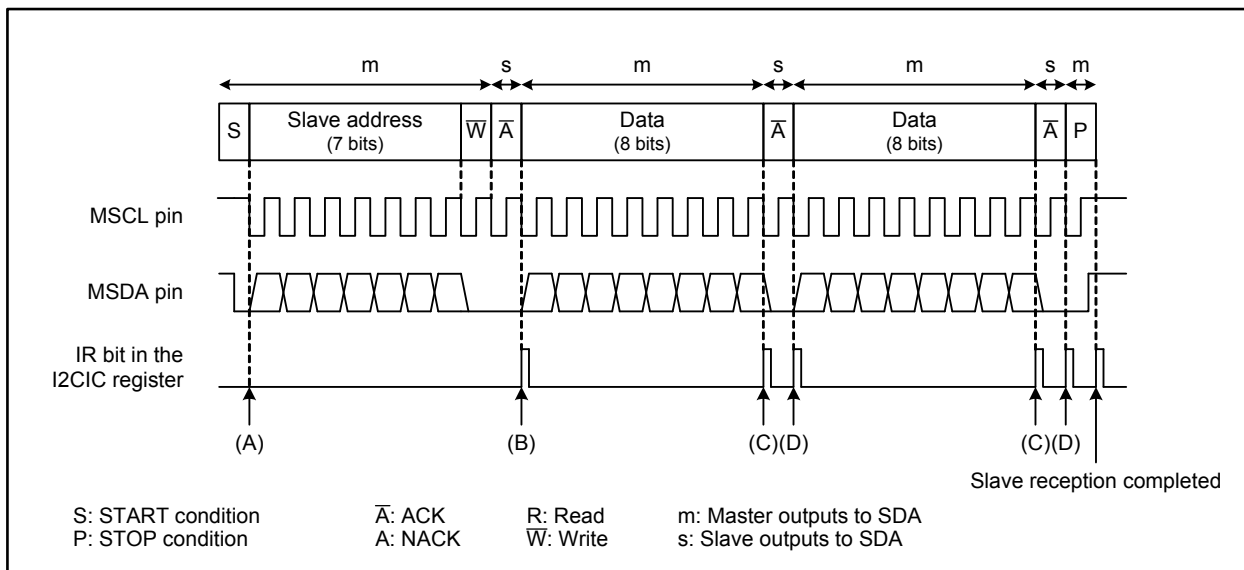 m s m s m s m
S Slave address (7 bits) W̅ A̅ Data (8 bits) A̅ Data (8 bits) A̅ P
MSCL pin
MSDA pin
IR bit in the
I2CIC register
(A) (B) (C)(D) (C)(D)
Slave reception completed
S: START condition A̅: ACK R: Read m: Master outputs to SDA
P: STOP condition A: NACK W̅: Write s: Slave outputs to SDA